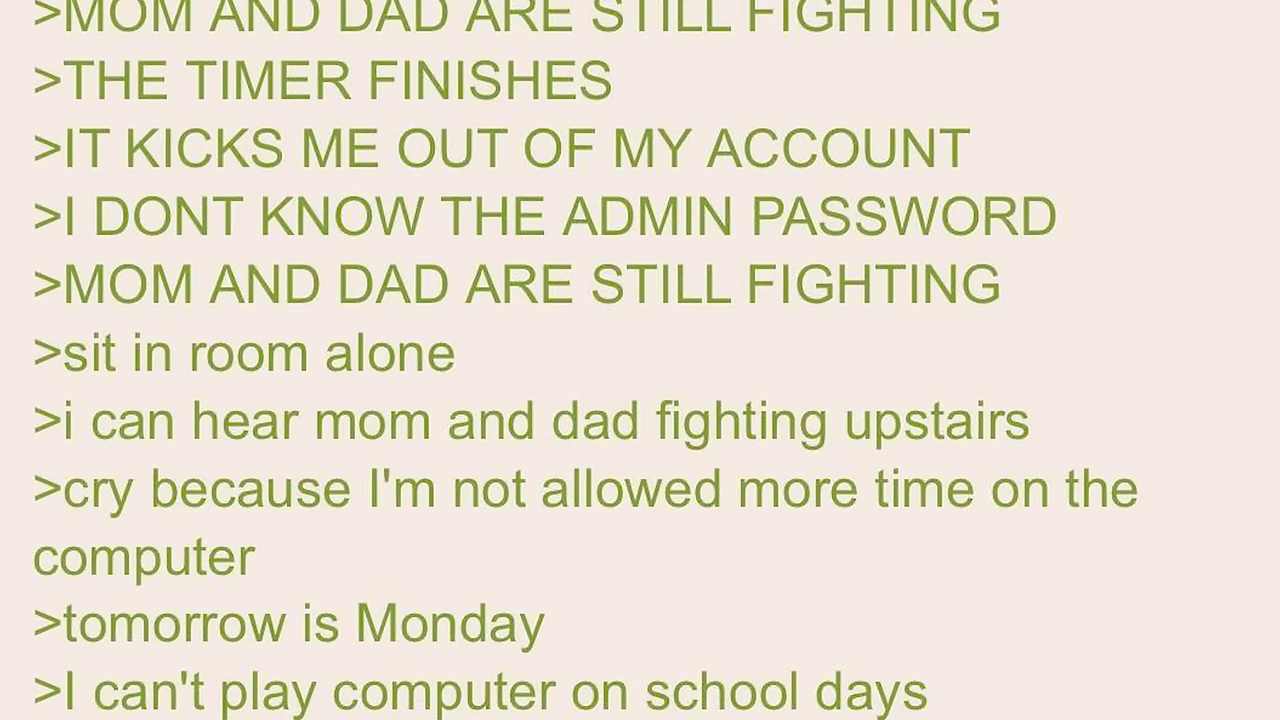 >MOM AND DAD ARE STILL FIGHTING
>THE TIMER FINISHES
>IT KICKS ME OUT OF MY ACCOUNT
>I DONT KNOW THE ADMIN PASSWORD
>MOM AND DAD ARE STILL FIGHTING
>sit in room alone
>i can hear mom and dad fighting upstairs
>cry because I'm not allowed more time on the
computer
>tomorrow is Monday
>I can't play computer on school days